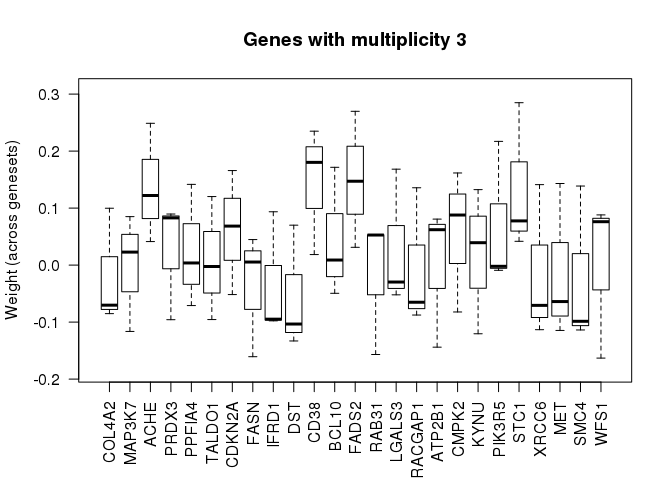 Genes with multiplicity 3
Weight (across genesets)
0.3
0.2
0.1
0.0
-0.1
-0.2
COL4A2
MAP3K7
ACHE
PRDX3
PPFIA4
TALDO1
CDKN2A
FASN
IFRD1
DST
CD38
BCL10
FADS2
RAB31
LGALS3
RACGAP1
ATP2B1
CMPK2
KYNU
PIK3R5
STC1
XRCC6
MET
SMC4
WFS1